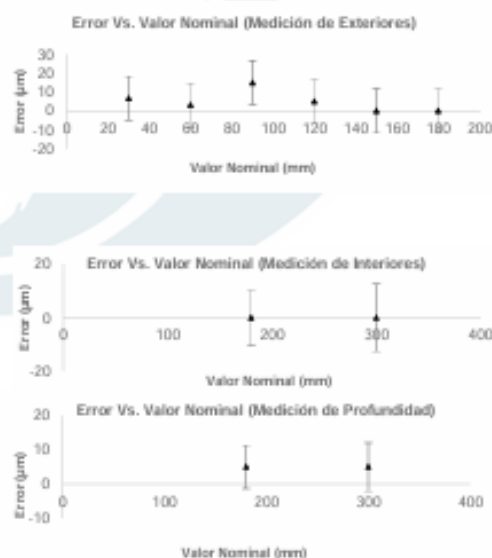 Error Vs. Valor Nominal (Medición de Exteriores)
30
20
10
0
-10
-20
Error (µm)
0 20 40 60 80 100 120 140 160 180 200
Valor Nominal (mm)
Error Vs. Valor Nominal (Medición de Interiores)
20
0
-20
Error (µm)
0 100 200 300 400
Valor Nominal (mm)
Error Vs. Valor Nominal (Medición de Profundidad)
20
10
0
-10
Error (µm)
0 100 200 300 400
Valor Nominal (mm)